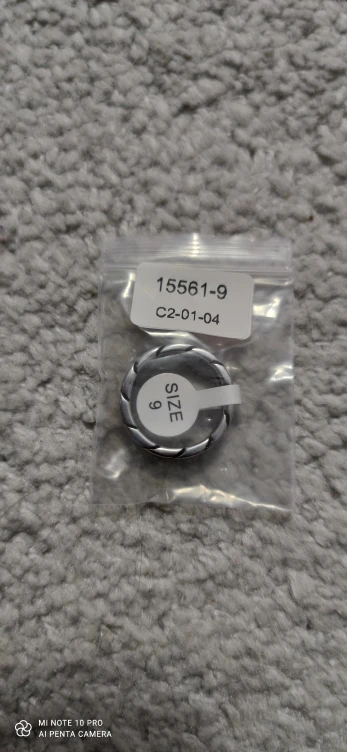 15561-9
C2-01-04
SIZE
9
MI NOTE 10 PRO
AI PENTA CAMERA